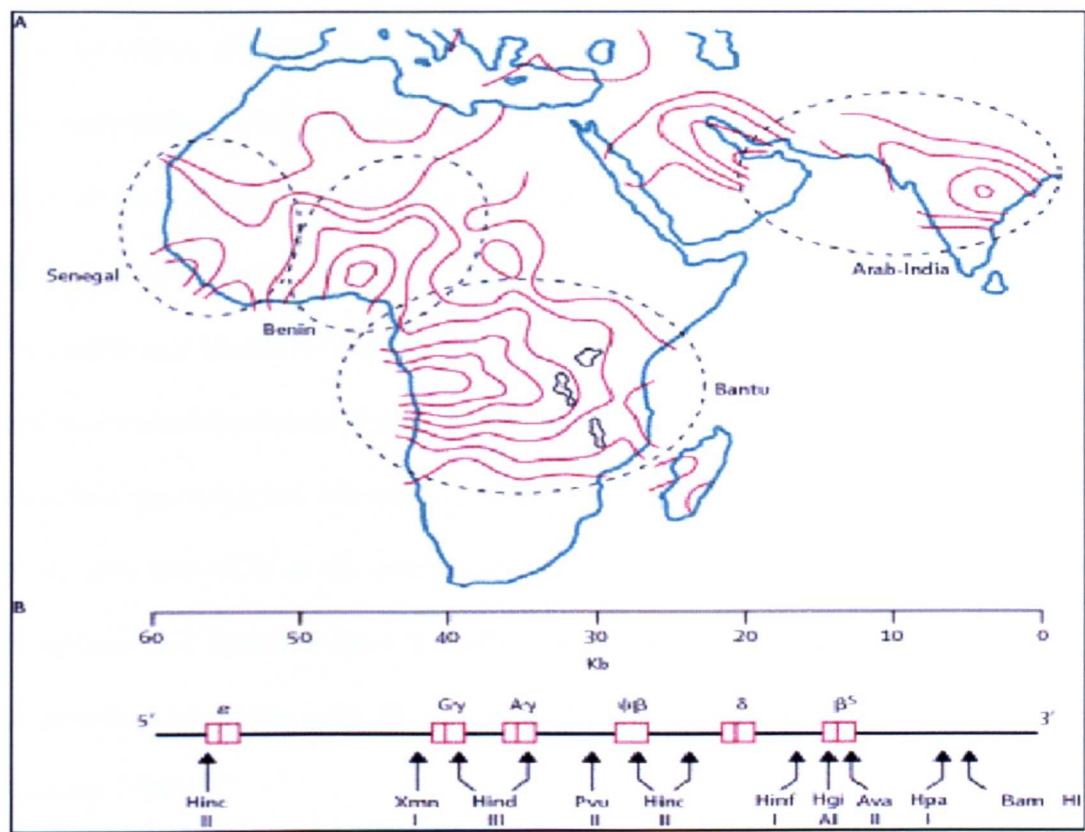 A
Senegal
Benin
Arab-India
Bantu
B
60 50 40 30 20 10 0
Kb
5' ε Gγ Aγ ψβ δ βS 3'
Hinc Xmn Hind Pvu Hinc Hinf Hgi Ava Hpa Bam HI
II I III II II I AI II I